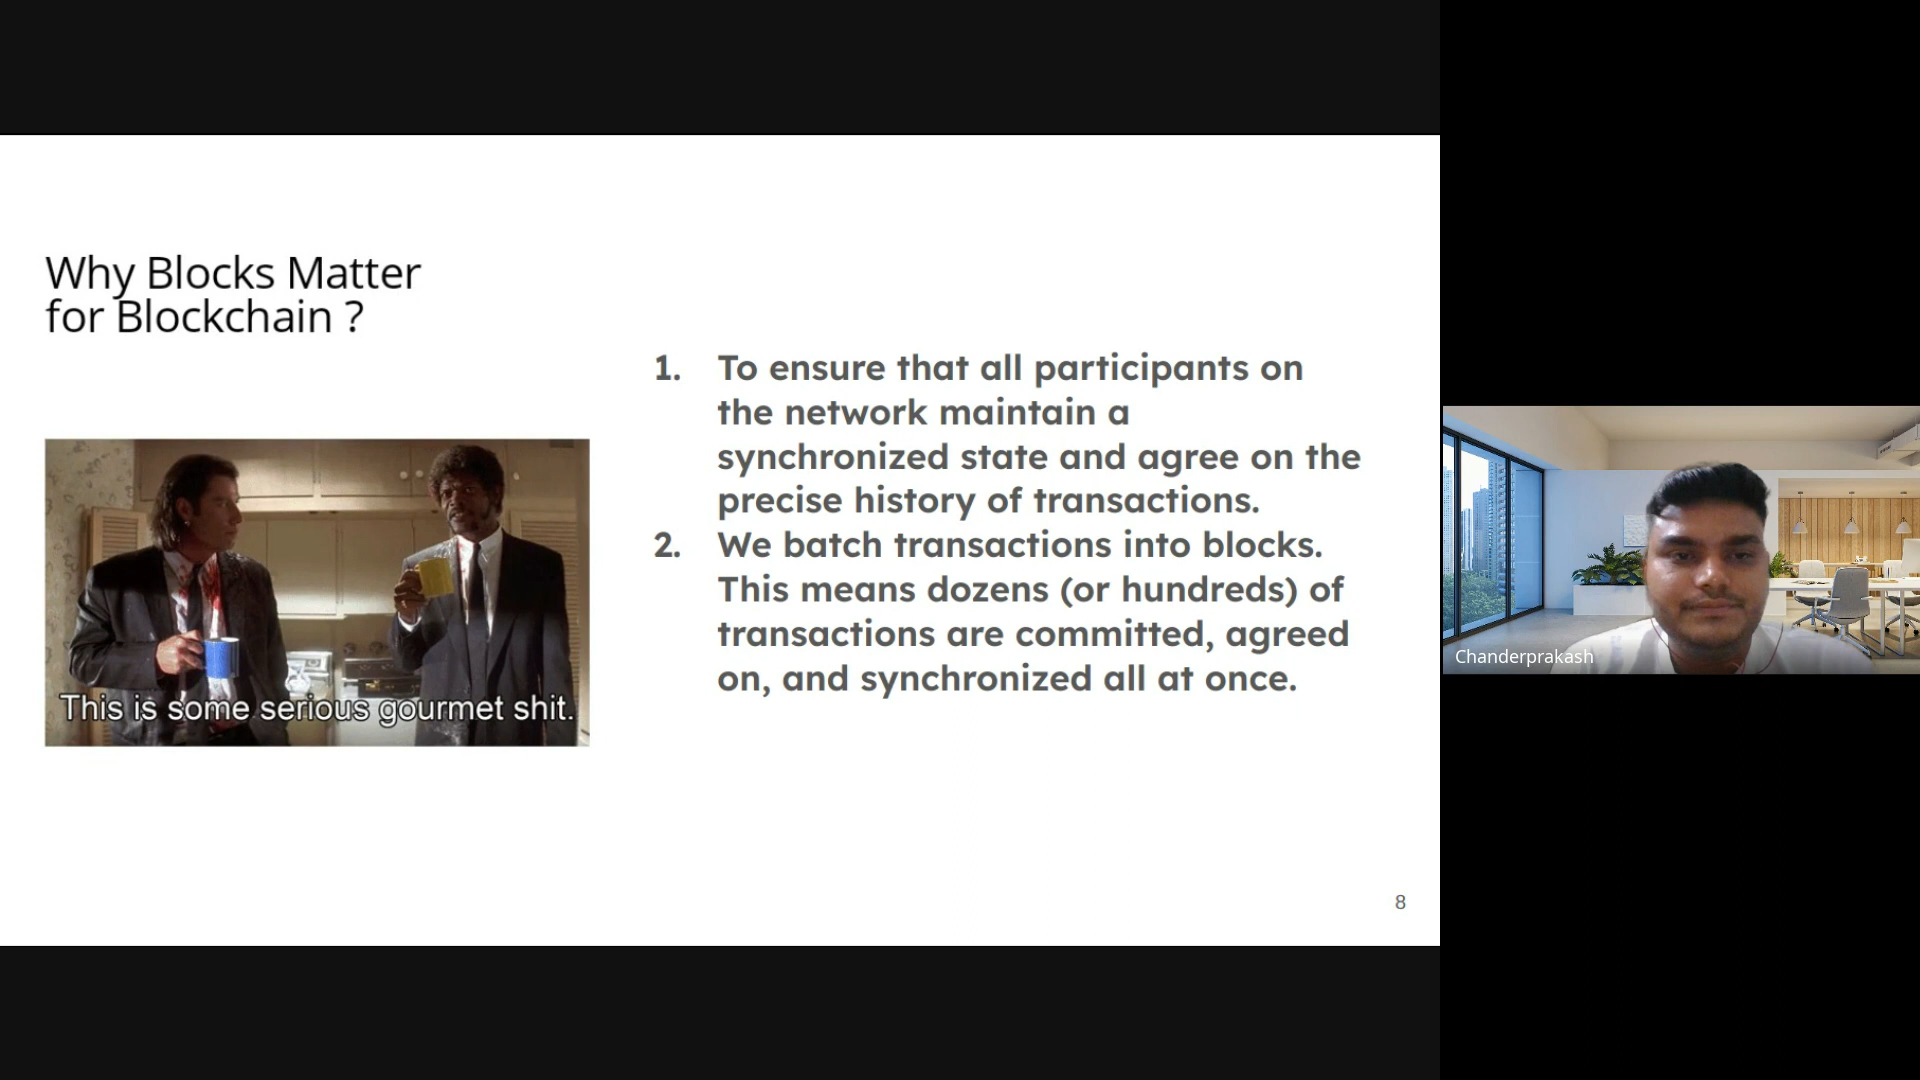 Why Blocks Matter
for Blockchain ?
This is some serious gourmet shit.
1. To ensure that all participants on
the network maintain a
synchronized state and agree on the
precise history of transactions.
2. We batch transactions into blocks.
This means dozens (or hundreds) of
transactions are committed, agreed
on, and synchronized all at once.
8
Chanderprakash